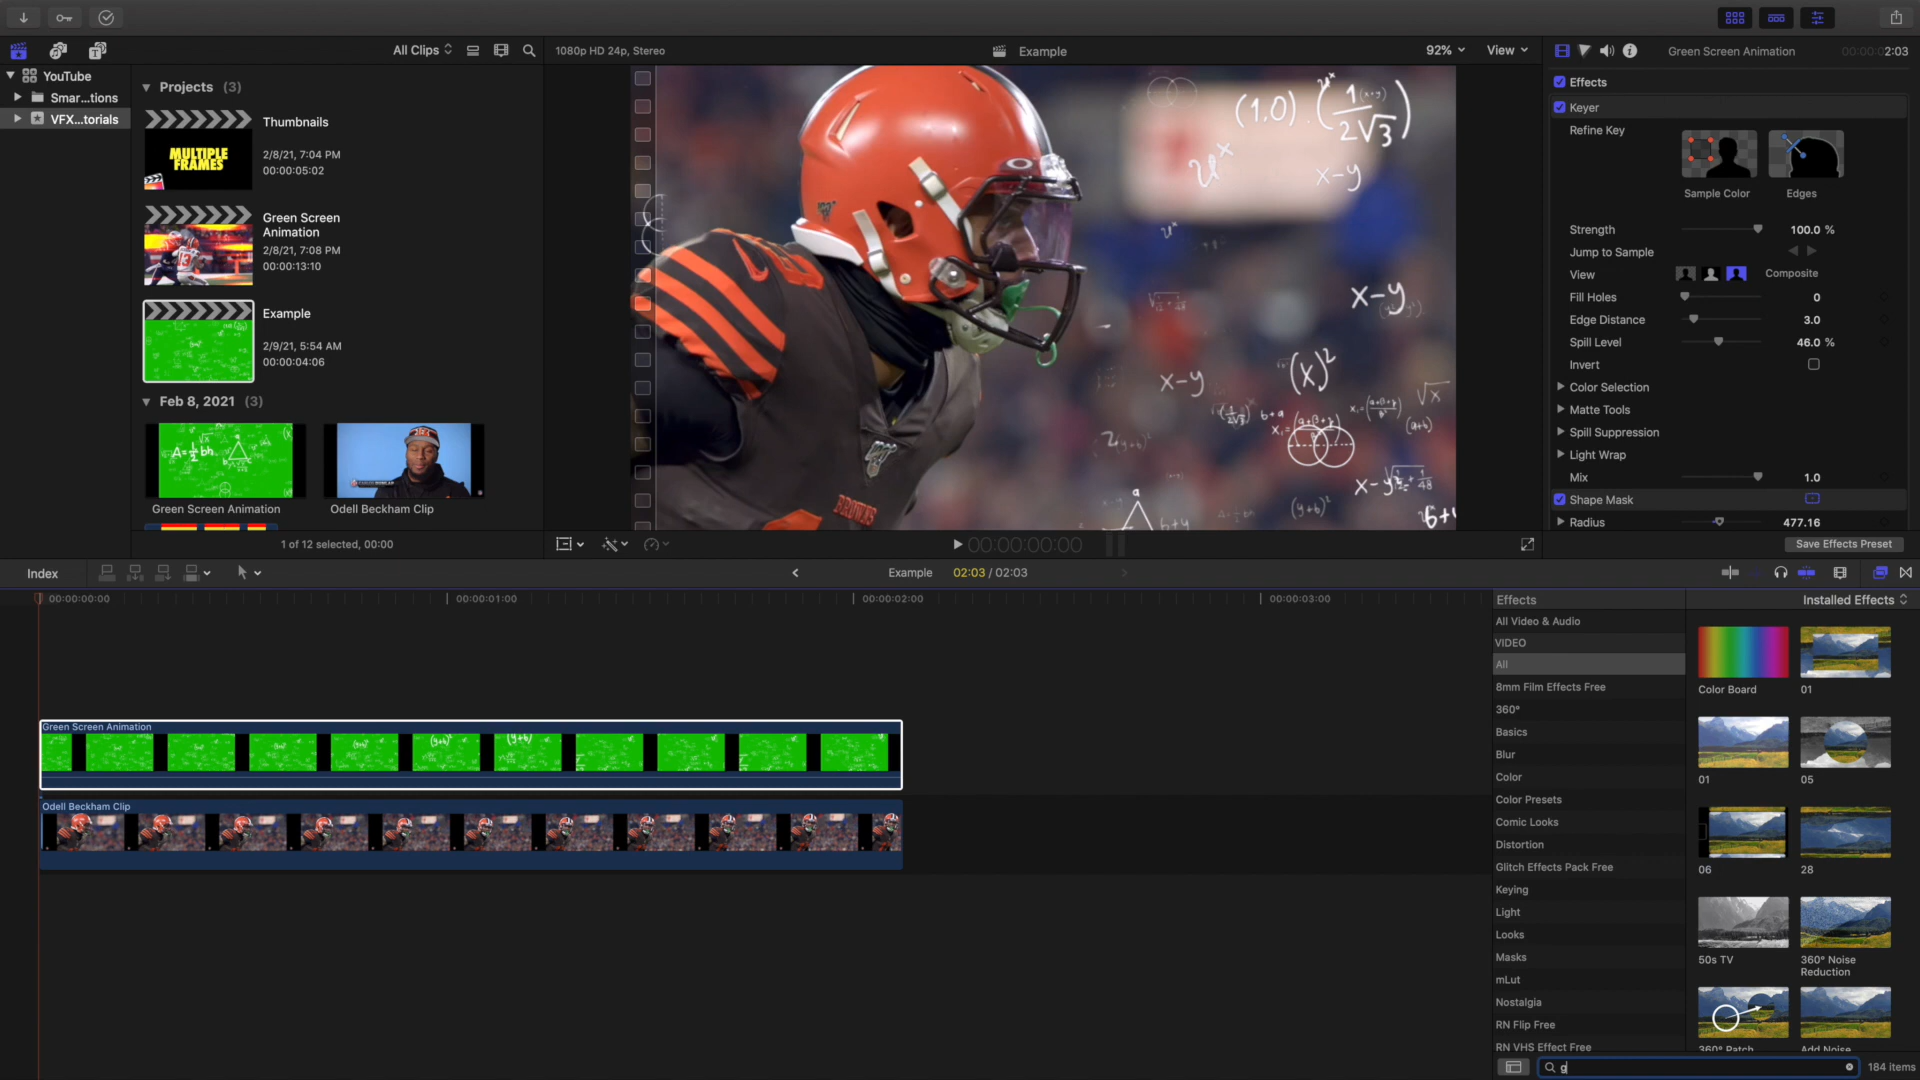 All Clips
1080p HD 24p, Stereo
Example
92%
View
Green Screen Animation
00:00:02:03
YouTube
Smar...tions
VFX...torials
Projects (3)
Thumbnails
2/8/21, 7:04 PM
00:00:05:02
MULTIPLE
FRAMES
Green Screen
Animation
2/8/21, 7:08 PM
00:00:13:10
Example
2/9/21, 5:54 AM
00:00:04:06
Feb 8, 2021 (3)
Green Screen Animation
Odell Beckham Clip
1 of 12 selected, 00:00
BROWNS
x-y
x-y
x-y
(x)²
Effects
Keyer
Refine Key
Sample Color
Edges
Strength
100.0 %
Jump to Sample
View
Composite
Fill Holes
0
Edge Distance
3.0
Spill Level
46.0 %
Invert
Color Selection
Matte Tools
Spill Suppression
Light Wrap
Mix
1.0
Shape Mask
Radius
477.16
Save Effects Preset
00:00:00:00
Index
Example
02:03 / 02:03
00:00:00:00
00:00:01:00
00:00:02:00
00:00:03:00
Green Screen Animation
Odell Beckham Clip
Effects
Installed Effects
All Video & Audio
VIDEO
All
8mm Film Effects Free
360°
Basics
Blur
Color
Color Presets
Comic Looks
Distortion
Glitch Effects Pack Free
Keying
Light
Looks
Masks
mLut
Nostalgia
RN Flip Free
RN VHS Effect Free
Color Board
01
01
05
06
28
50s TV
360° Noise
Reduction
360° Patch
Add Noise
g
184 items